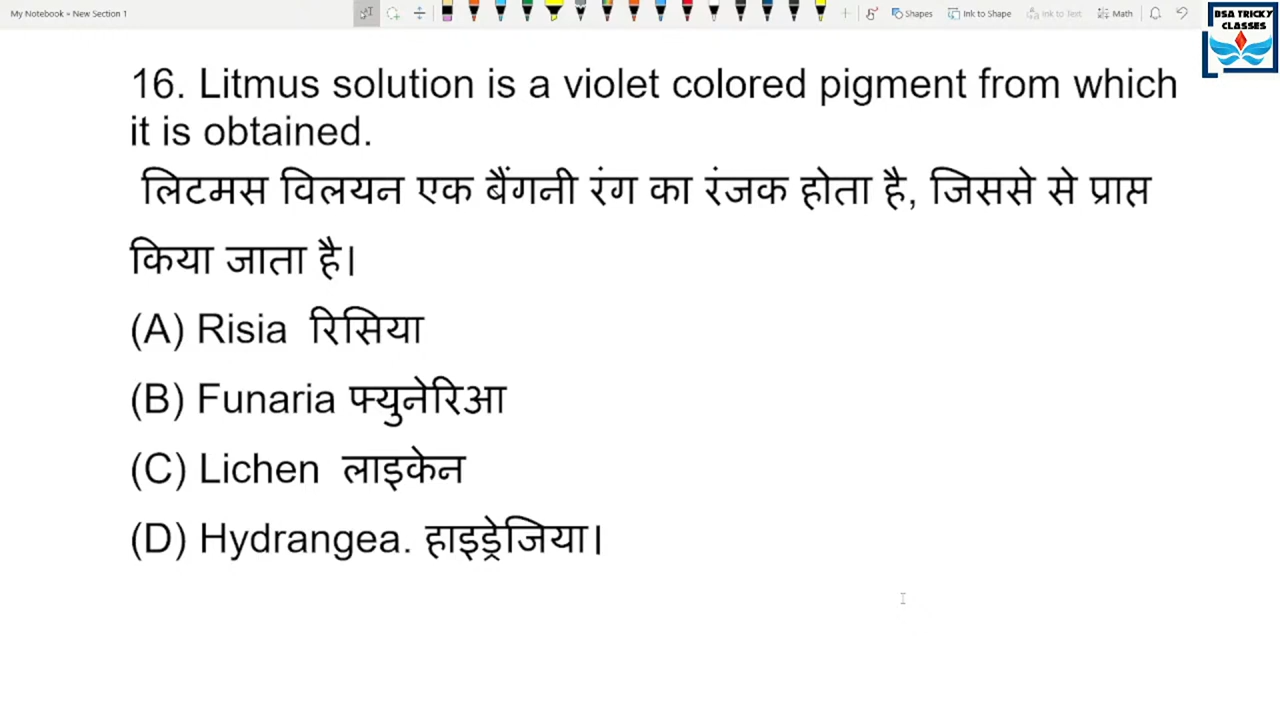 My Notebook » New Section 1
Shapes Ink to Shape Ink to Text Math
BSA TRICKY
CLASSES
16. Litmus solution is a violet colored pigment from which
it is obtained.
लिटमस विलयन एक बैंगनी रंग का रंजक होता है, जिससे से प्राप्त
किया जाता है।
(A) Risia रिसिया
(B) Funaria फ्युनेरिआ
(C) Lichen लाइकेन
(D) Hydrangea. हाइड्रेजिया।